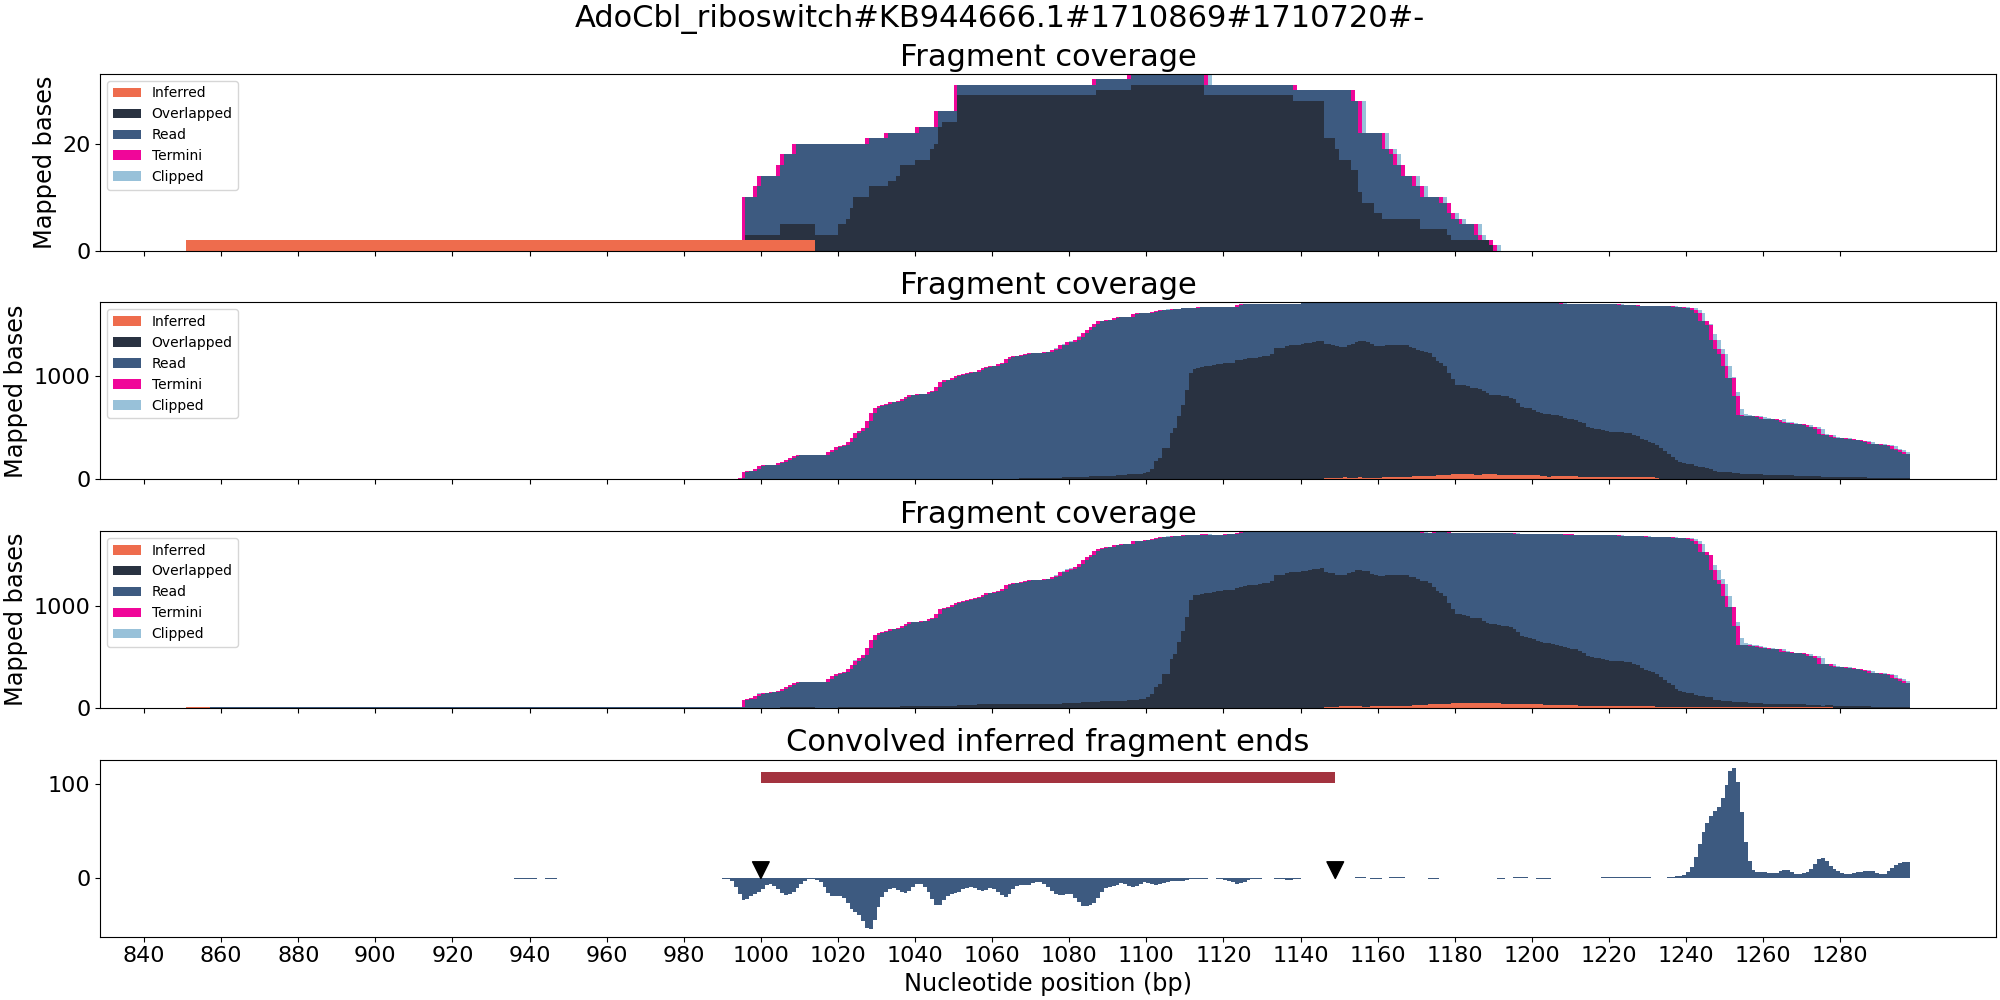 AdoCbl_riboswitch#KB944666.1#1710869#1710720#-
Fragment coverage
Mapped bases
20
0
Inferred
Overlapped
Read
Termini
Clipped
Fragment coverage
Mapped bases
1000
0
Inferred
Overlapped
Read
Termini
Clipped
Fragment coverage
Mapped bases
1000
0
Inferred
Overlapped
Read
Termini
Clipped
Convolved inferred fragment ends
100
0
840 860 880 900 920 940 960 980 1000 1020 1040 1060 1080 1100 1120 1140 1160 1180 1200 1220 1240 1260 1280
Nucleotide position (bp)